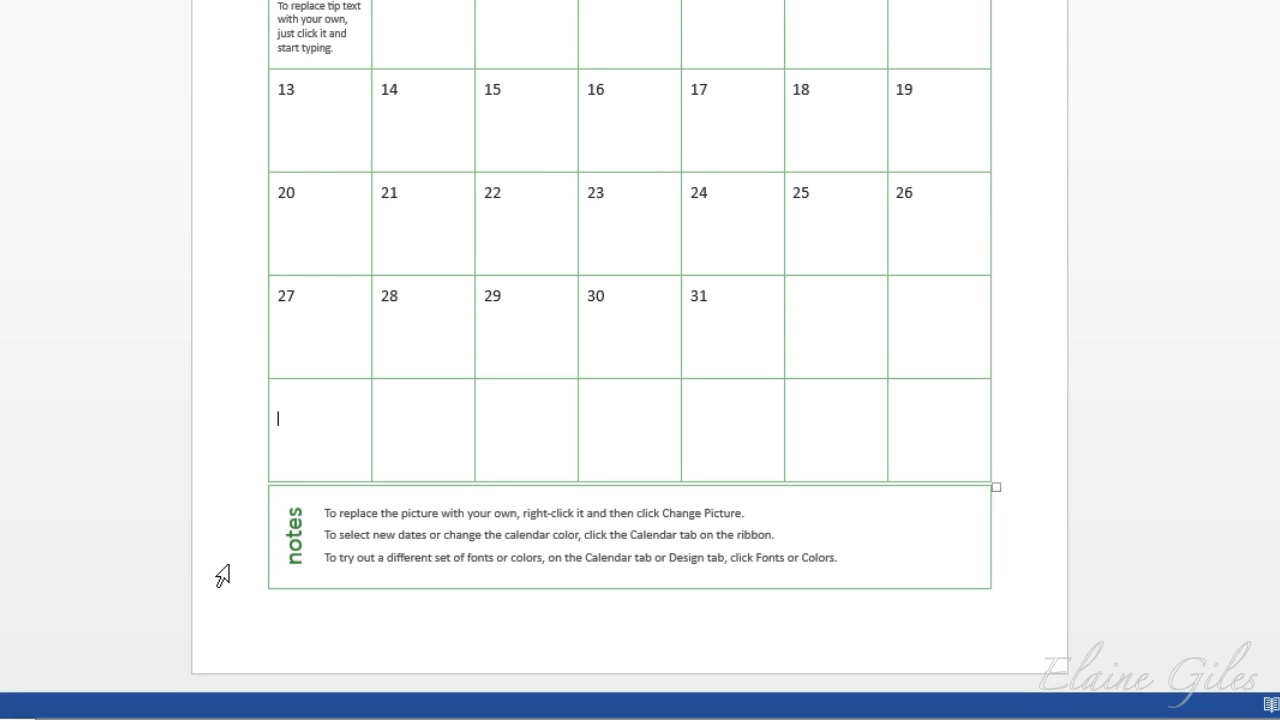 To replace tip text
with your own,
just click it and
start typing.
13 14 15 16 17 18 19
20 21 22 23 24 25 26
27 28 29 30 31
notes
To replace the picture with your own, right-click it and then click Change Picture.
To select new dates or change the calendar color, click the Calendar tab on the ribbon.
To try out a different set of fonts or colors, on the Calendar tab or Design tab, click Fonts or Colors.
Elaine Giles